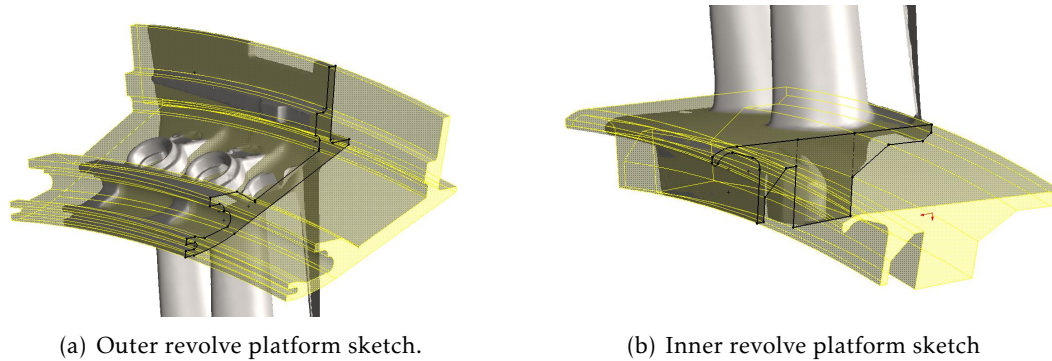 (a) Outer revolve platform sketch.
(b) Inner revolve platform sketch